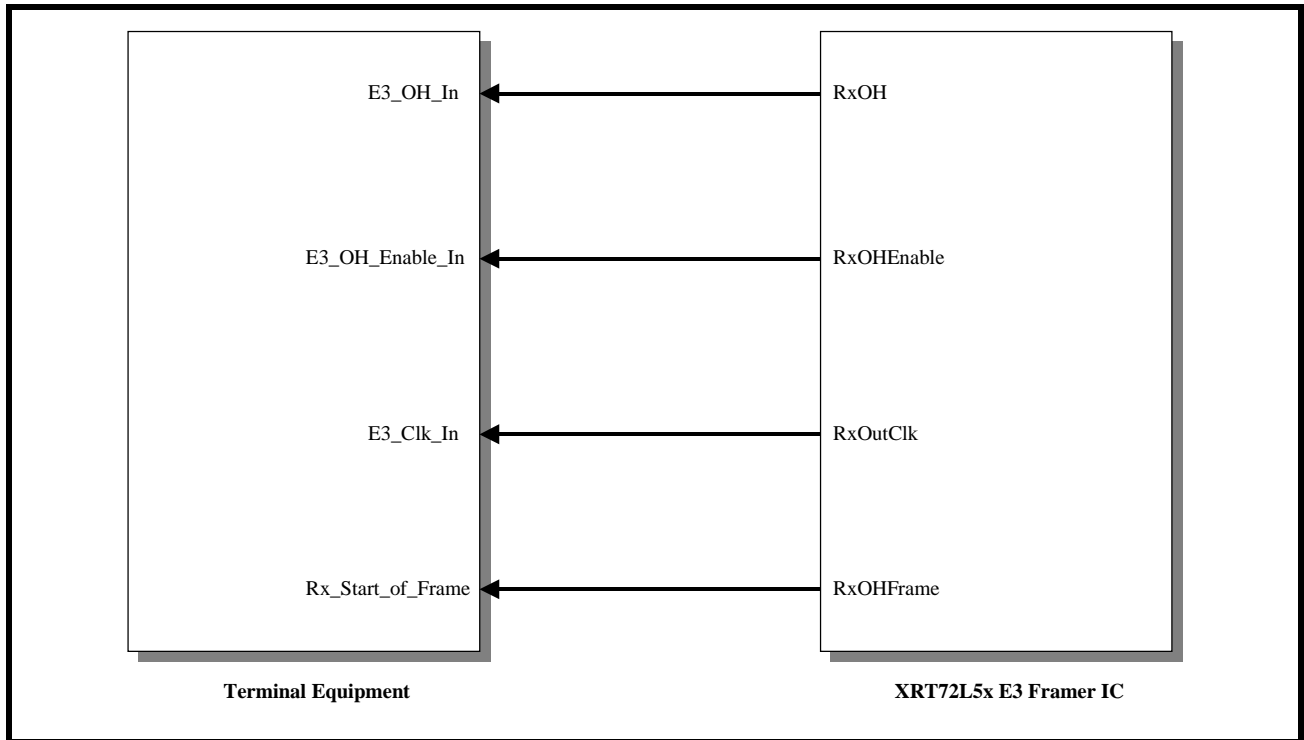 E3_OH_In RxOH
E3_OH_Enable_In RxOHEnable
E3_Clk_In RxOutClk
Rx_Start_of_Frame RxOHFrame
Terminal Equipment XRT72L5x E3 Framer IC